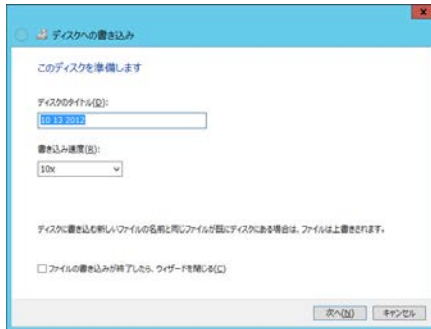 ディスクへの書き込み
このディスクを準備します
ディスクのタイトル(D):
10 13 2012
書き込み速度(R):
10x
ディスクに書き込む新しいファイルの名前と同じファイルが既にディスクにある場合は、ファイルは上書きされます。
ファイルの書き込みが終了したら、ウィザードを閉じる(C)
次へ(N) キャンセル